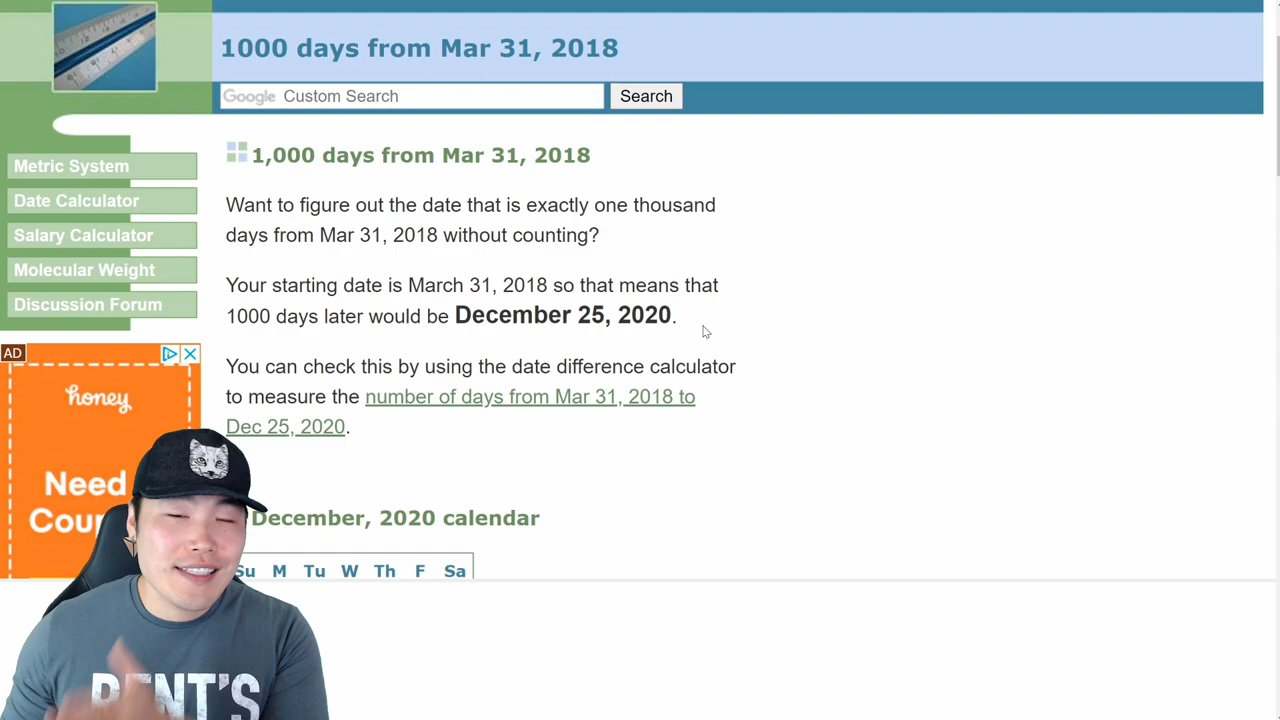 1000 days from Mar 31, 2018
Google Custom Search
Search
Metric System
Date Calculator
Salary Calculator
Molecular Weight
Discussion Forum
AD
honey
Need
1,000 days from Mar 31, 2018
Want to figure out the date that is exactly one thousand
days from Mar 31, 2018 without counting?
Your starting date is March 31, 2018 so that means that
1000 days later would be December 25, 2020.
You can check this by using the date difference calculator
to measure the number of days from Mar 31, 2018 to
Dec 25, 2020.
December, 2020 calendar
Su M Tu W Th F Sa